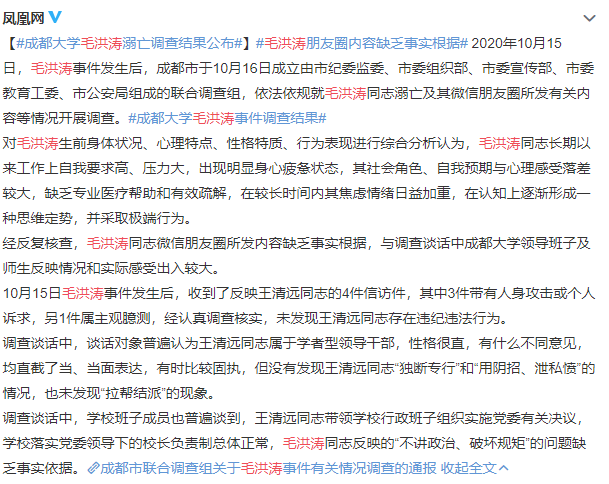 凤凰网
【#成都大学毛洪涛溺亡调查结果公布#】#毛洪涛朋友圈内容缺乏事实根据# 2020年10月15
日，毛洪涛事件发生后，成都市于10月16日成立由市纪委监委、市委组织部、市委宣传部、市委
教育工委、市公安局组成的联合调查组，依法依规就毛洪涛同志溺亡及其微信朋友圈所发有关内
容等情况开展调查。#成都大学毛洪涛事件调查结果#
对毛洪涛生前身体状况、心理特点、性格特质、行为表现进行综合分析认为，毛洪涛同志长期以
来工作上自我要求高、压力大，出现明显身心疲惫状态，其社会角色、自我预期与心理感受落差
较大，缺乏专业医疗帮助和有效疏解，在较长时间内其焦虑情绪日益加重，在认知上逐渐形成一
种思维定势，并采取极端行为。
经反复核查，毛洪涛同志微信朋友圈所发内容缺乏事实根据，与调查谈话中成都大学领导班子及
师生反映情况和实际感受出入较大。
10月15日毛洪涛事件发生后，收到了反映王清远同志的4件信访件，其中3件带有人身攻击或个人
诉求，另1件属主观臆测，经认真调查核实，未发现王清远同志存在违纪违法行为。
调查谈话中，谈话对象普遍认为王清远同志属于学者型领导干部，性格很直，有什么不同意见，
均直截了当、当面表达，有时比较固执，但没有发现王清远同志“独断专行”和“用阴招、泄私愤”的
情况，也未发现“拉帮结派”的现象。
调查谈话中，学校班子成员也普遍谈到，王清远同志带领学校行政班子组织实施党委有关决议，
学校落实党委领导下的校长负责制总体正常，毛洪涛同志反映的“不讲政治、破坏规矩”的问题缺
乏事实依据。成都市联合调查组关于毛洪涛事件有关情况调查的通报 收起全文